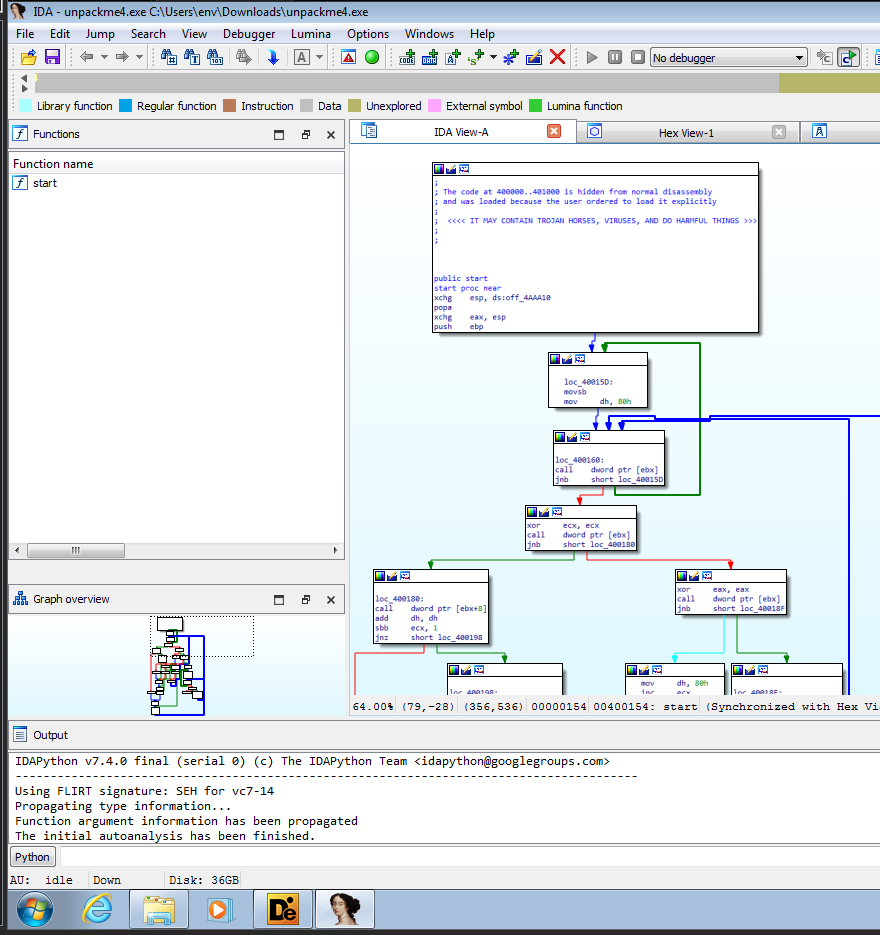 IDA - unpackme4.exe C:\Users\env\Downloads\unpackme4.exe
File Edit Jump Search View Debugger Lumina Options Windows Help
No debugger
Library function Regular function Instruction Data Unexplored External symbol Lumina function
Functions
IDA View-A
Hex View-1
Function name
start
;
; The code at 400000..401000 is hidden from normal disassembly
; and was loaded because the user ordered to load it explicitly
;
; <<<< IT MAY CONTAIN TROJAN HORSES, VIRUSES, AND DO HARMFUL THINGS >>>
;
;
public start
start proc near
xchg esp, ds:off_4AAA10
popa
xchg eax, esp
push ebp
loc_40015D:
movsb
mov dh, 80h
loc_400160:
call dword ptr [ebx]
jnb short loc_40015D
xor ecx, ecx
call dword ptr [ebx]
jnb short loc_400180
loc_400180:
call dword ptr [ebx+8]
add dh, dh
sbb ecx, 1
jnz short loc_400198
xor eax, eax
call dword ptr [ebx]
jnb short loc_40018F
loc_400198:
mov dh, 80h
inc ecx
loc_40018F:
Graph overview
64.00% (79,-28) (356,536) 00000154 00400154: start (Synchronized with Hex Vi
Output
IDAPython v7.4.0 final (serial 0) (c) The IDAPython Team <idapython@googlegroups.com>
---------------------------------------------------------------------------------------------
Using FLIRT signature: SEH for vc7-14
Propagating type information...
Function argument information has been propagated
The initial autoanalysis has been finished.
Python
AU: idle Down Disk: 36GB
De